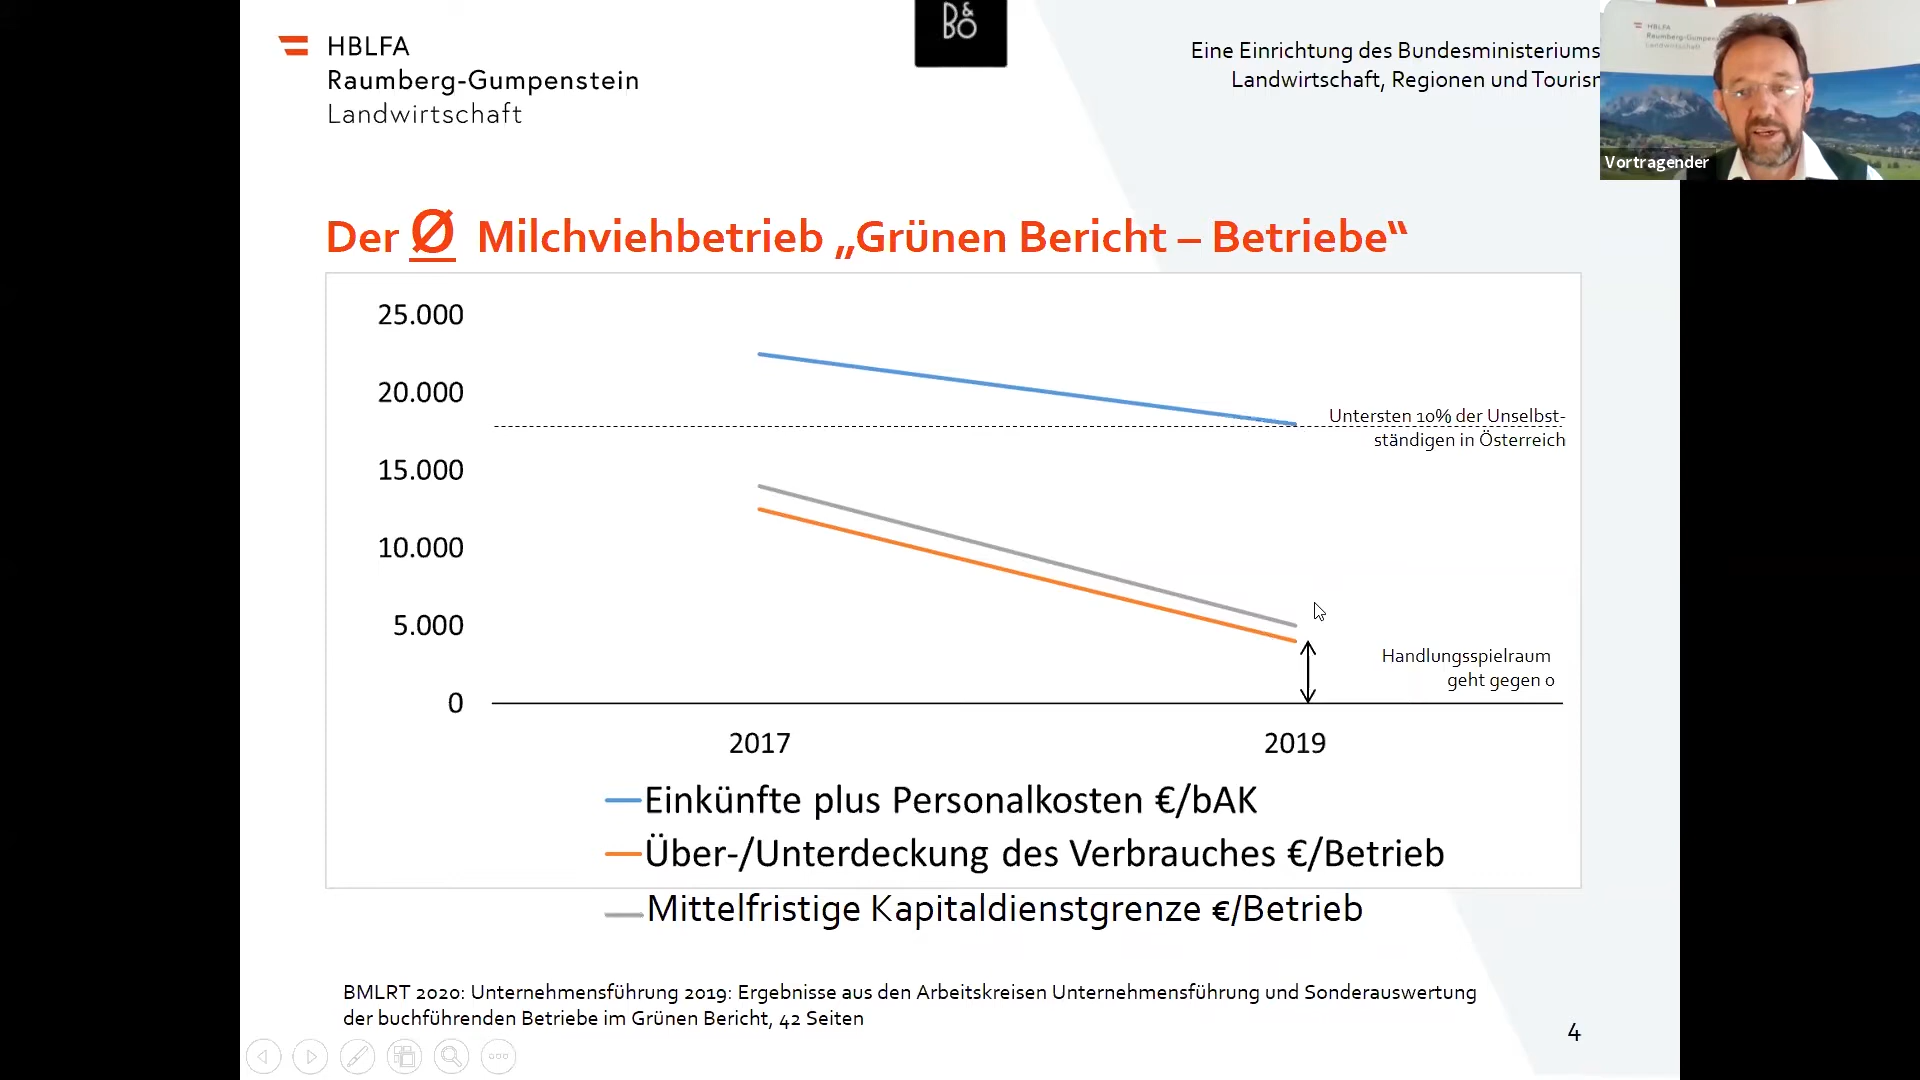 B&O
HBLFA
Raumberg-Gumpenstein
Landwirtschaft
Eine Einrichtung des Bundesministeriums
Landwirtschaft, Regionen und Touris
HBLFA
Landwirtschaft
Vortragender
Der Ø Milchviehbetrieb „Grünen Bericht – Betriebe“
25.000
20.000
15.000
10.000
5.000
0
Untersten 10% der Unselbst-
ständigen in Österreich
Handlungsspielraum
geht gegen 0
2017 2019
Einkünfte plus Personalkosten €/bAK
Über-/Unterdeckung des Verbrauches €/Betrieb
Mittelfristige Kapitaldienstgrenze €/Betrieb
BMLRT 2020: Unternehmensführung 2019: Ergebnisse aus den Arbeitskreisen Unternehmensführung und Sonderauswertung
der buchführenden Betriebe im Grünen Bericht, 42 Seiten
4